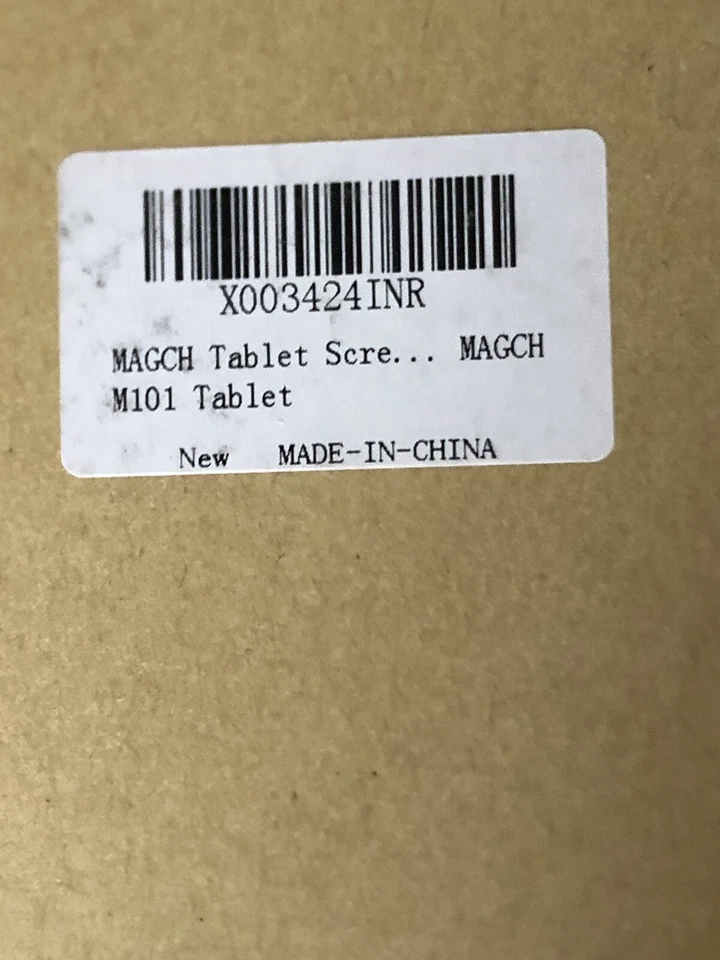 X003424INR
MAGCH Tablet Scre... MAGCH
M101 Tablet
New MADE-IN-CHINA